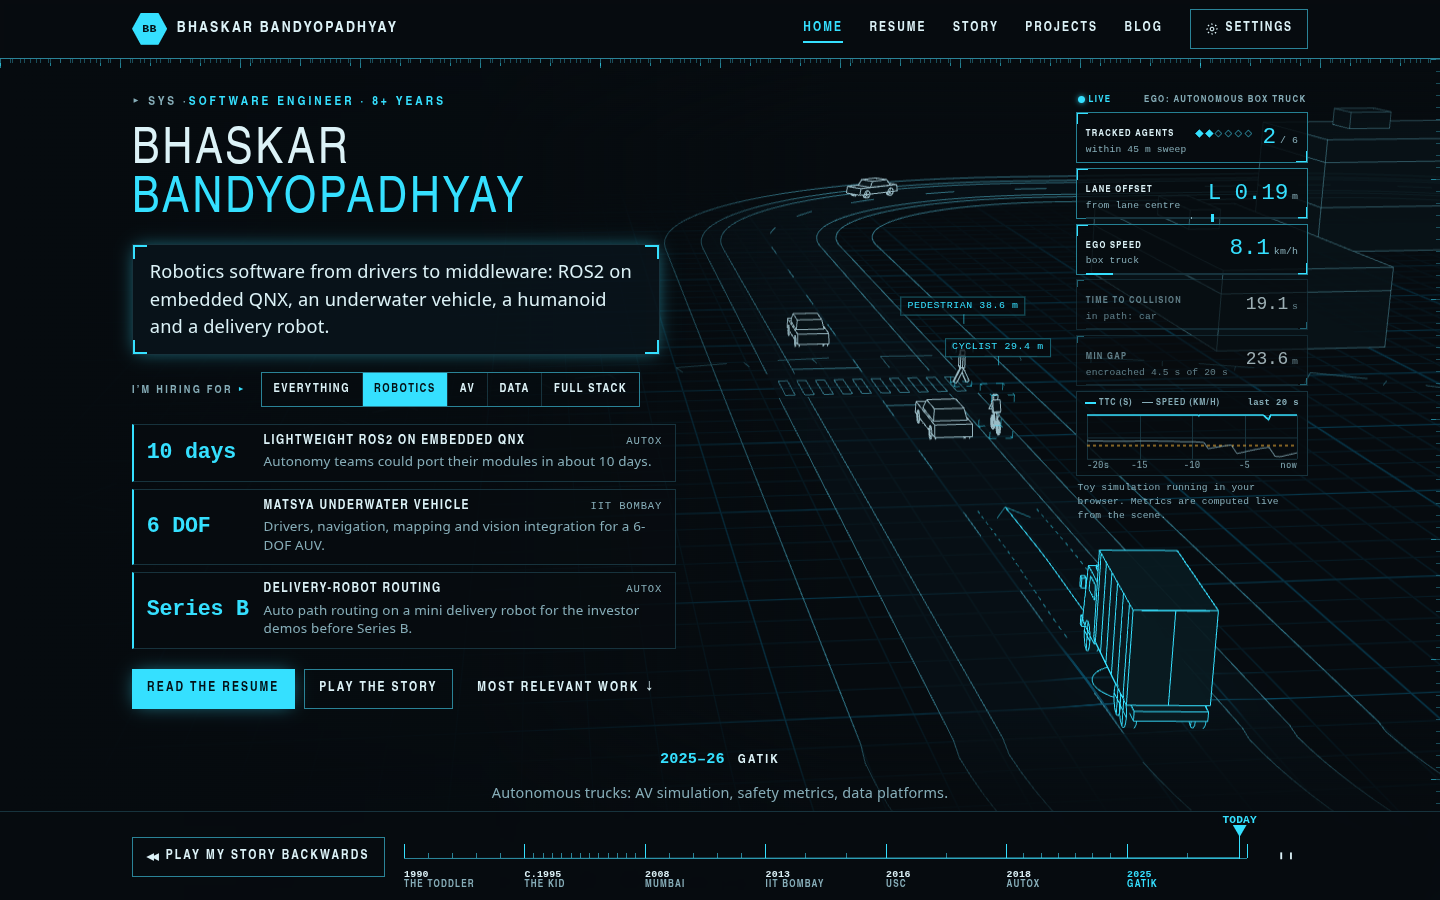 BB BHASKAR BANDYOPADHYAY
HOME RESUME STORY PROJECTS BLOG SETTINGS
SYS ·SOFTWARE ENGINEER · 8+ YEARS
BHASKAR
BANDYOPADHYAY
Robotics software from drivers to middleware: ROS2 on
embedded QNX, an underwater vehicle, a humanoid
and a delivery robot.
I'M HIRING FOR
EVERYTHING ROBOTICS AV DATA FULL STACK
10 days
LIGHTWEIGHT ROS2 ON EMBEDDED QNX AUTOX
Autonomy teams could port their modules in about 10 days.
6 DOF
MATSYA UNDERWATER VEHICLE IIT BOMBAY
Drivers, navigation, mapping and vision integration for a 6-
DOF AUV.
Series B
DELIVERY-ROBOT ROUTING AUTOX
Auto path routing on a mini delivery robot for the investor
demos before Series B.
READ THE RESUME PLAY THE STORY MOST RELEVANT WORK ↓
PEDESTRIAN 38.6 m
CYCLIST 29.4 m
LIVE EGO: AUTONOMOUS BOX TRUCK
TRACKED AGENTS 2 / 6
within 45 m sweep
LANE OFFSET L 0.19 m
from lane centre
EGO SPEED 8.1 km/h
box truck
TIME TO COLLISION 19.1 s
in path: car
MIN GAP 23.6 m
encroached 4.5 s of 20 s
TTC (S) SPEED (KM/H) last 20 s
-20s -15 -10 -5 now
Toy simulation running in your
browser. Metrics are computed live
from the scene.
2025–26 GATIK
Autonomous trucks: AV simulation, safety metrics, data platforms.
PLAY MY STORY BACKWARDS
TODAY
1990 C.1995 2008 2013 2016 2018 2025
THE TODDLER THE KID MUMBAI IIT BOMBAY USC AUTOX GATIK